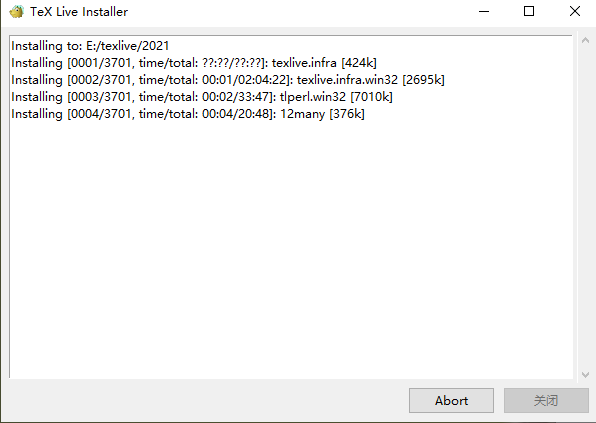 TeX Live Installer
Installing to: E:/texlive/2021
Installing [0001/3701, time/total: ??:??/??:??]: texlive.infra [424k]
Installing [0002/3701, time/total: 00:01/02:04:22]: texlive.infra.win32 [2695k]
Installing [0003/3701, time/total: 00:02/33:47]: tlperl.win32 [7010k]
Installing [0004/3701, time/total: 00:04/20:48]: 12many [376k]
Abort
关闭